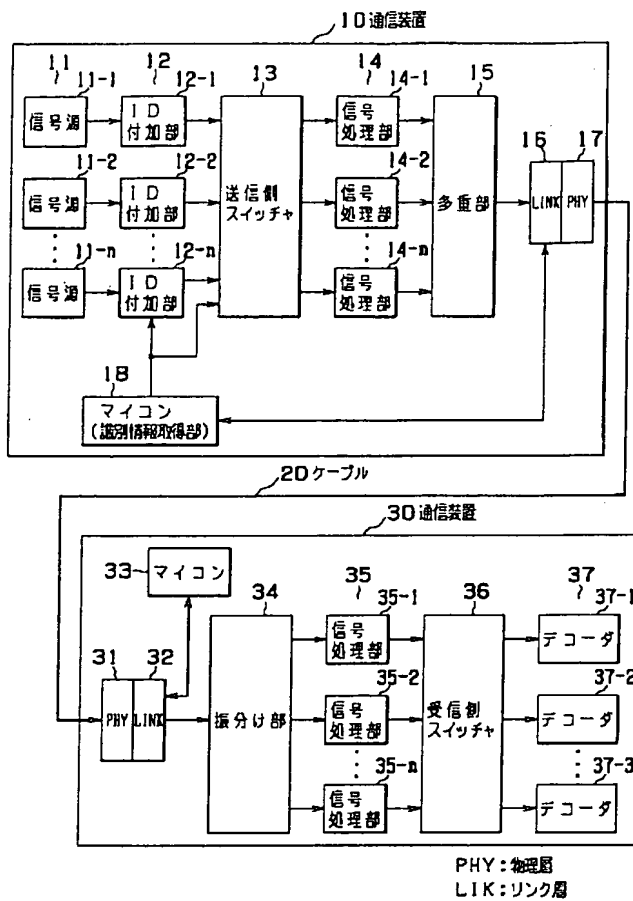 10通信装置
11 12 13 14 15
11-1 12-1 14-1
信号源
ID
付加部
信号
処理部
16 17
11-2 12-2 14-2
信号源
ID
付加部
送信側
スイッチャ
信号
処理部
多重部
LINK PHY
11-n 12-n 14-n
信号源
ID
付加部
信号
処理部
18
マイコン
(識別情報取得部)
20ケーブル
30通信装置
33 マイコン
34 35 36 37
35-1 37-1
信号
処理部
デコーダ
31 32
35-2 37-2
PHY LINK
振分け部
信号
処理部
受信側
スイッチャ
デコーダ
35-n 37-3
信号
処理部
デコーダ
PHY:物理層
LIK:リンク層